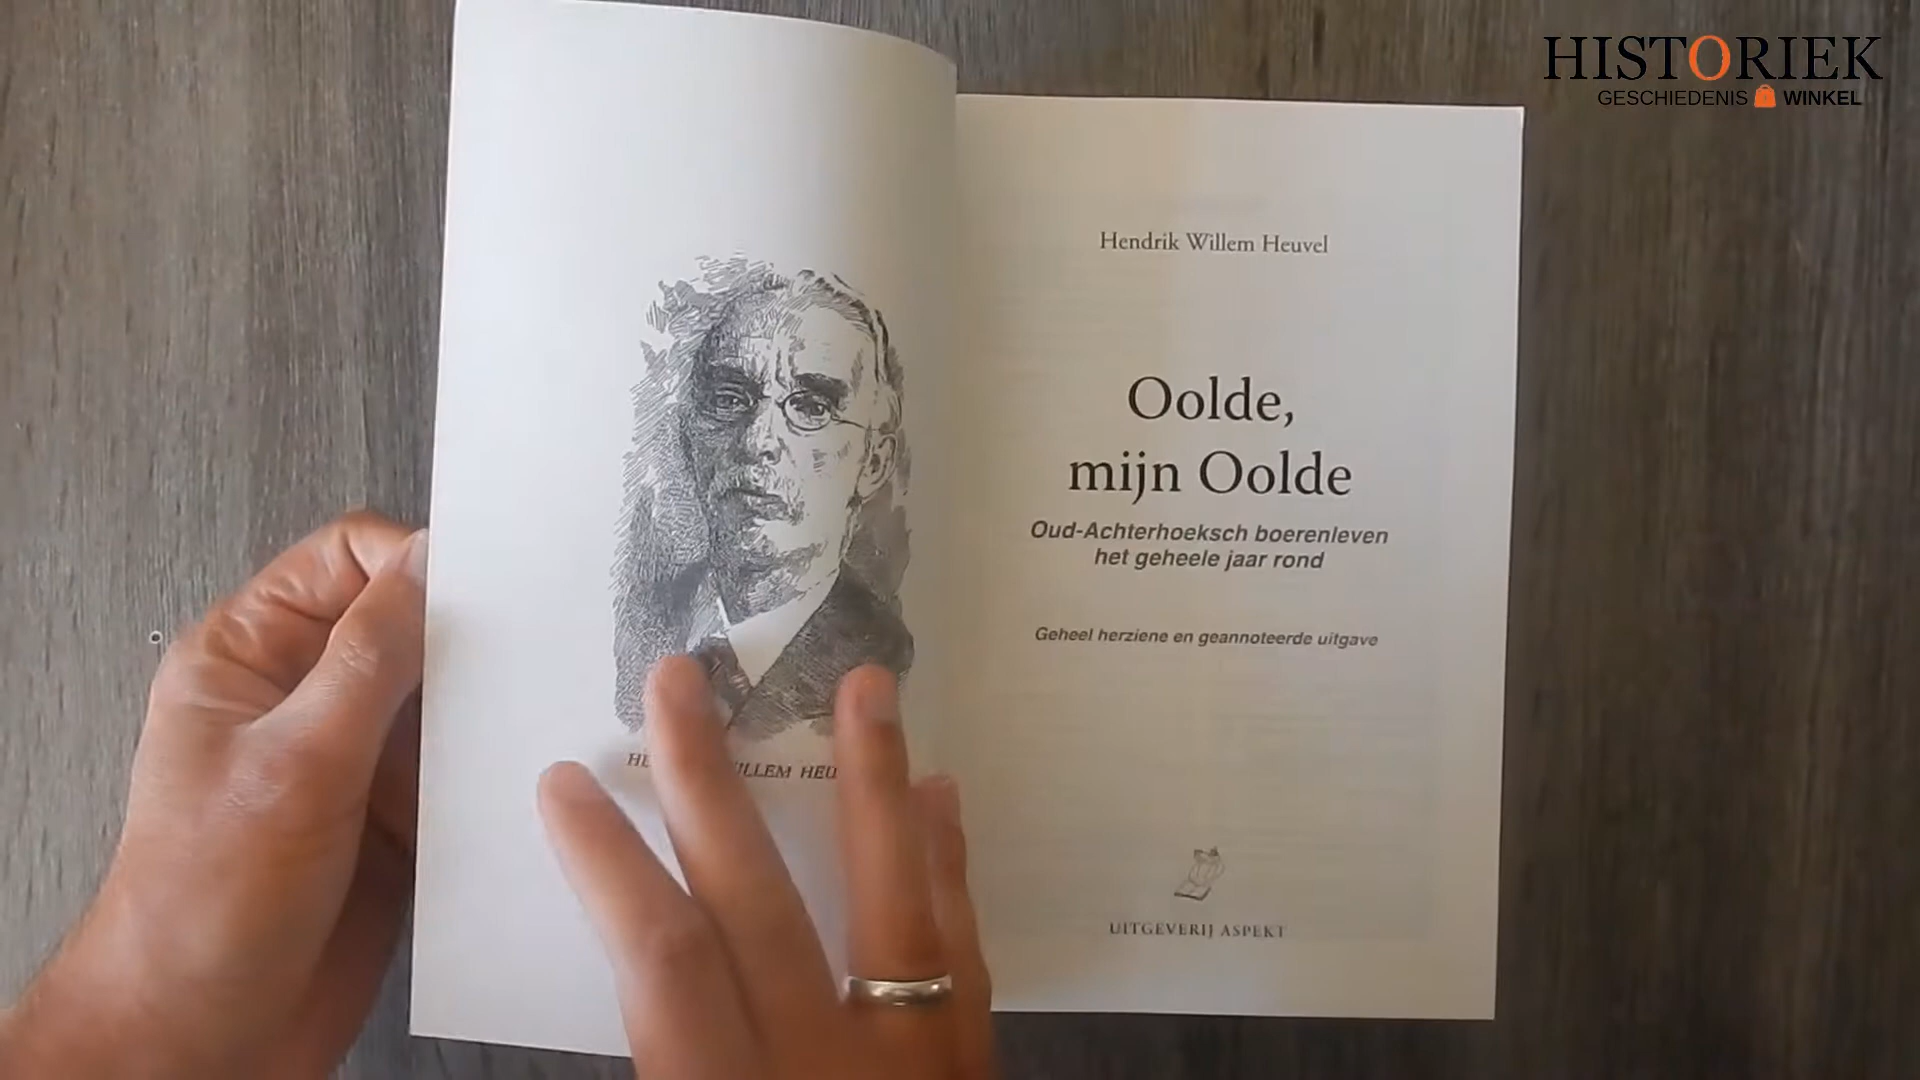 HISTORIEK
GESCHIEDENIS WINKEL
Hendrik Willem Heuvel
Oolde,
mijn Oolde
Oud-Achterhoeksch boerenleven
het geheele jaar rond
Geheel herziene en geannoteerde uitgave
UITGEVERIJ ASPEKT